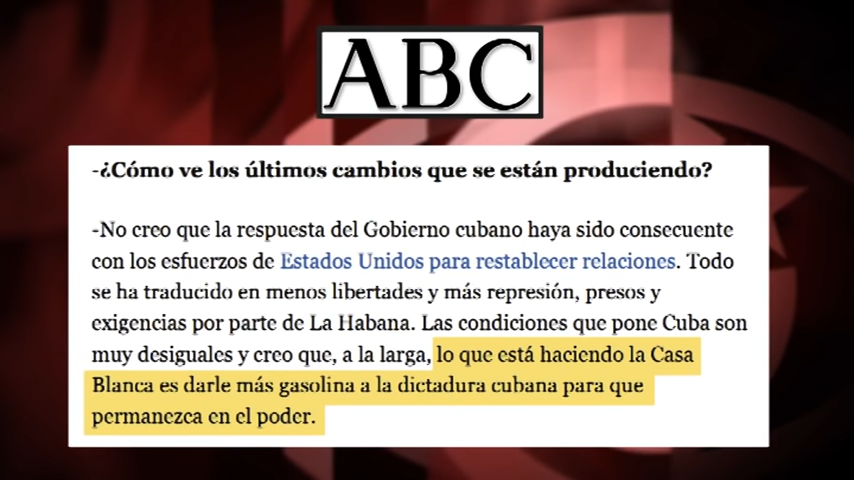 ABC
-¿Cómo ve los últimos cambios que se están produciendo?
-No creo que la respuesta del Gobierno cubano haya sido consecuente
con los esfuerzos de Estados Unidos para restablecer relaciones. Todo
se ha traducido en menos libertades y más represión, presos y
exigencias por parte de La Habana. Las condiciones que pone Cuba son
muy desiguales y creo que, a la larga, lo que está haciendo la Casa
Blanca es darle más gasolina a la dictadura cubana para que
permanezca en el poder.